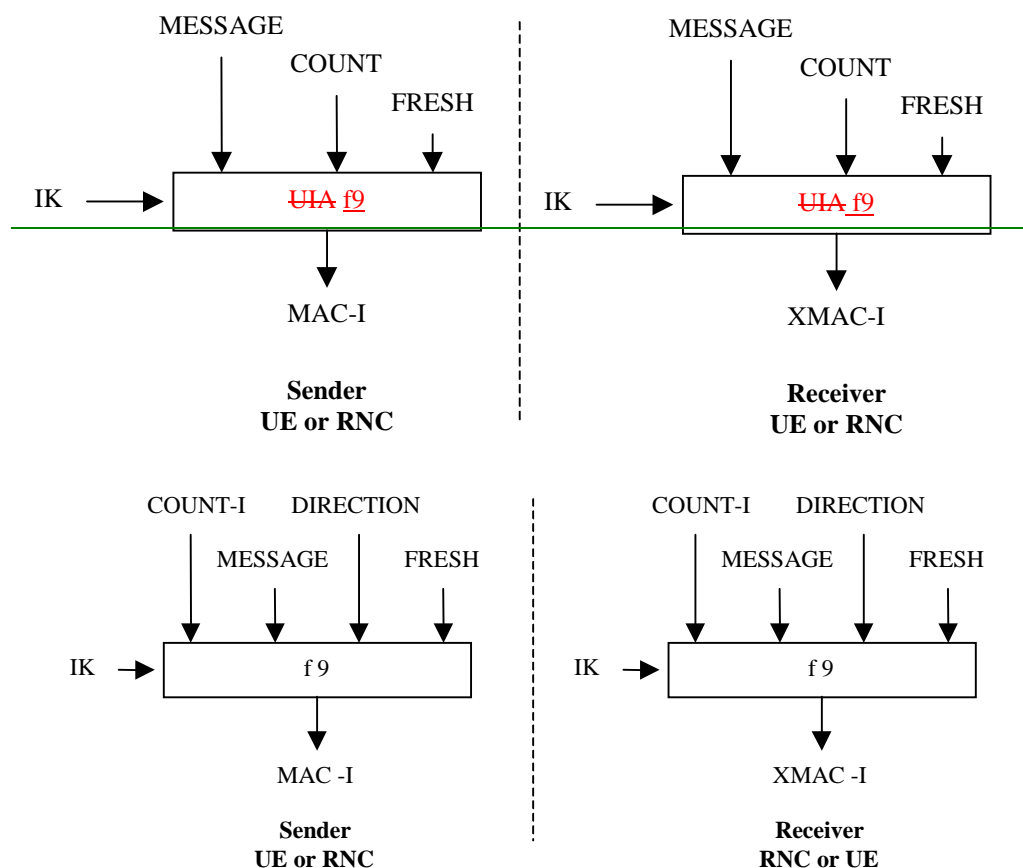 MESSAGE
COUNT
FRESH
IK
UIA f9
MAC-I
Sender
UE or RNC
MESSAGE
COUNT
FRESH
IK
UIA f9
XMAC-I
Receiver
UE or RNC
COUNT-I DIRECTION
MESSAGE FRESH
IK
f 9
MAC -I
Sender
UE or RNC
COUNT-I DIRECTION
MESSAGE FRESH
IK
f 9
XMAC -I
Receiver
RNC or UE